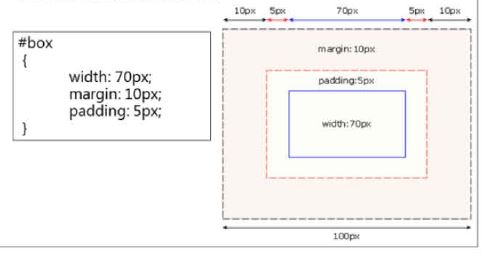 10px 5px 70px 5px 10px
#box
{
width: 70px;
margin: 10px;
padding: 5px;
}
margin: 10px
padding:5px
width:70px
100px